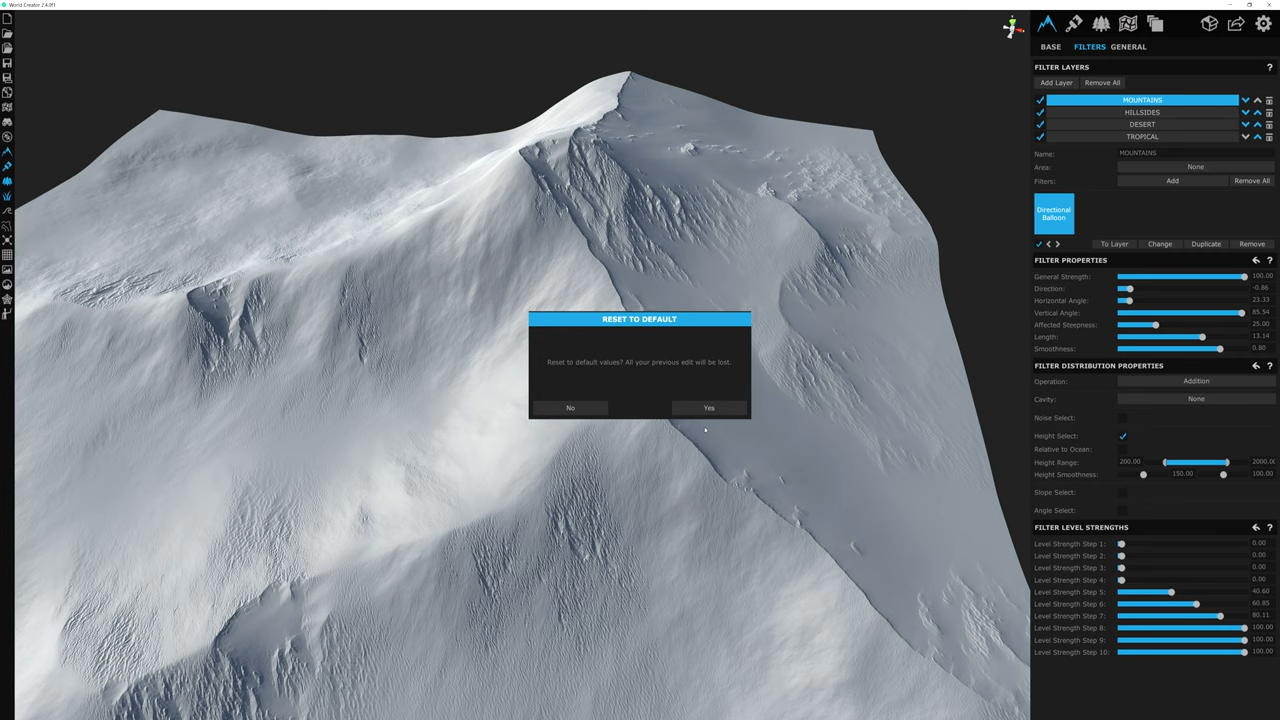 World Creator 2.4.0f1
BASE FILTERS GENERAL
FILTER LAYERS ?
Add Layer Remove All
MOUNTAINS
HILLSIDES
DESERT
TROPICAL
Name: MOUNTAINS
Area: None
Filters: Add Remove All
Directional
Balloon
To Layer Change Duplicate Remove
FILTER PROPERTIES ?
General Strength: 100.00
Direction: -0.86
Horizontal Angle: 23.33
Vertical Angle: 85.54
Affected Steepness: 25.00
Length: 13.14
Smoothness: 0.80
FILTER DISTRIBUTION PROPERTIES ?
Operation: Addition
Cavity: None
Noise Select:
Height Select:
Relative to Ocean:
Height Range: 200.00 2000.0
Height Smoothness: 150.00 100.00
Slope Select:
Angle Select:
FILTER LEVEL STRENGTHS ?
Level Strength Step 1: 0.00
Level Strength Step 2: 0.00
Level Strength Step 3: 0.00
Level Strength Step 4: 0.00
Level Strength Step 5: 40.60
Level Strength Step 6: 60.85
Level Strength Step 7: 80.11
Level Strength Step 8: 100.00
Level Strength Step 9: 100.00
Level Strength Step 10: 100.00
RESET TO DEFAULT
Reset to default values? All your previous edit will be lost.
No Yes